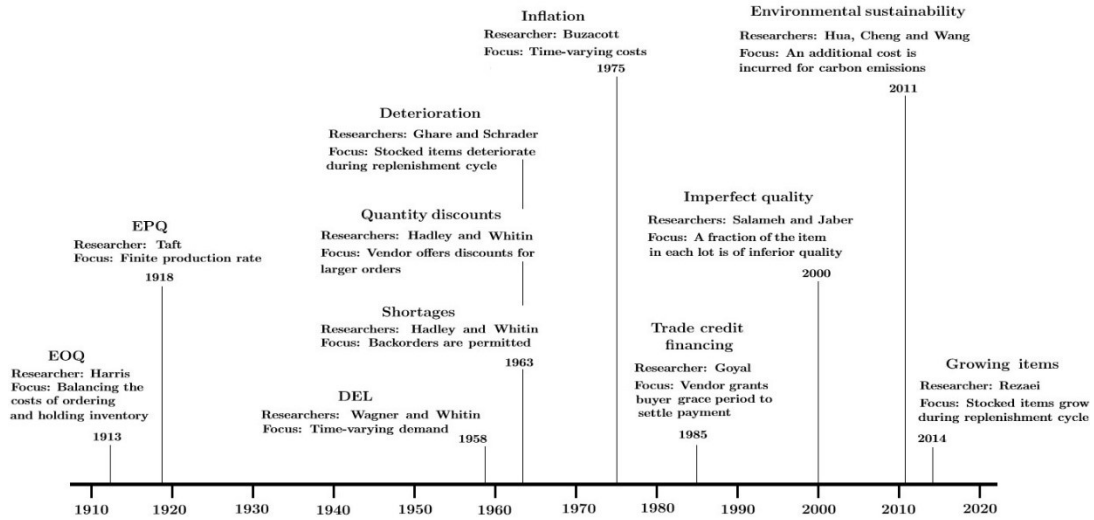 EOQ
Researcher: Harris
Focus: Balancing the
costs of ordering
and holding inventory
1913
EPQ
Researcher: Taft
Focus: Finite production rate
1918
DEL
Researchers: Wagner and Whitin
Focus: Time-varying demand
1958
Deterioration
Researchers: Ghare and Schrader
Focus: Stocked items deteriorate
during replenishment cycle
Quantity discounts
Researchers: Hadley and Whitin
Focus: Vendor offers discounts for
larger orders
Shortages
Researchers: Hadley and Whitin
Focus: Backorders are permitted
1963
Inflation
Researcher: Buzacott
Focus: Time-varying costs
1975
Trade credit
financing
Researcher: Goyal
Focus: Vendor grants
buyer grace period to
settle payment
1985
Imperfect quality
Researchers: Salameh and Jaber
Focus: A fraction of the item
in each lot is of inferior quality
2000
Environmental sustainability
Researchers: Hua, Cheng and Wang
Focus: An additional cost is
incurred for carbon emissions
2011
Growing items
Researcher: Rezaei
Focus: Stocked items grow
during replenishment cycle
2014
1910 1920 1930 1940 1950 1960 1970 1980 1990 2000 2010 2020